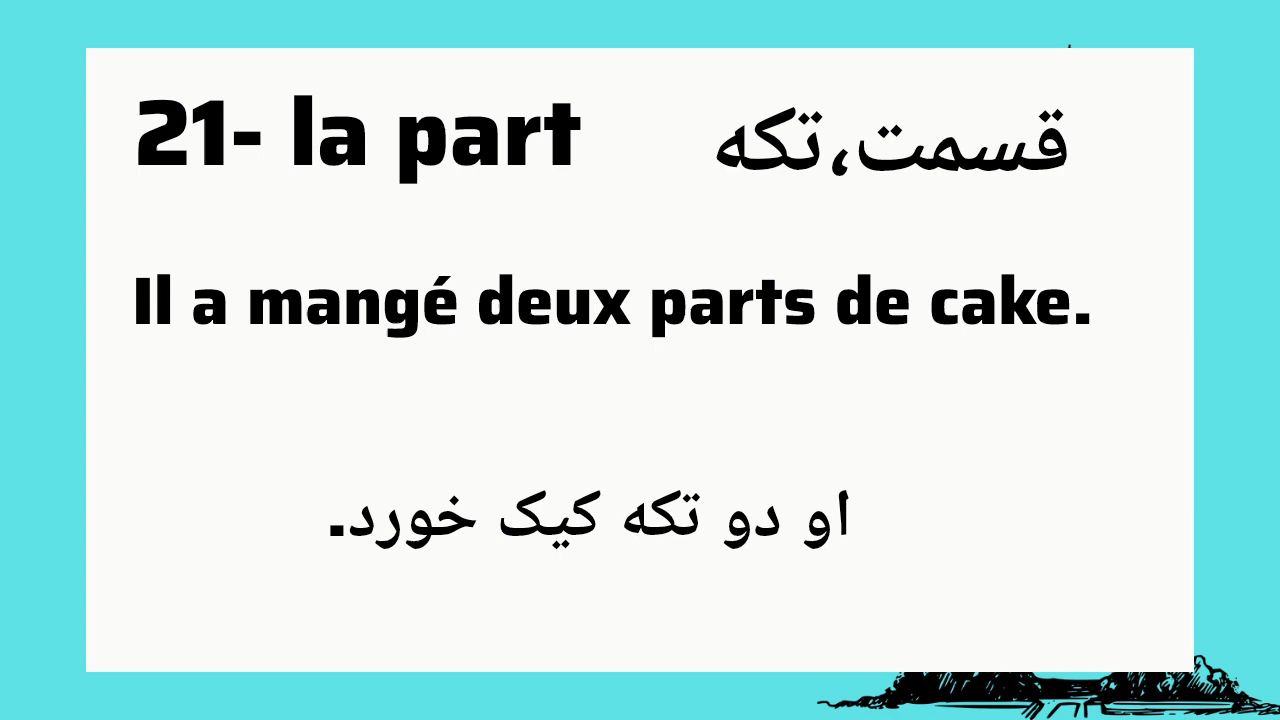 21- la part قسمت،تکه
Il a mangé deux parts de cake.
او دو تکه کیک خورد.